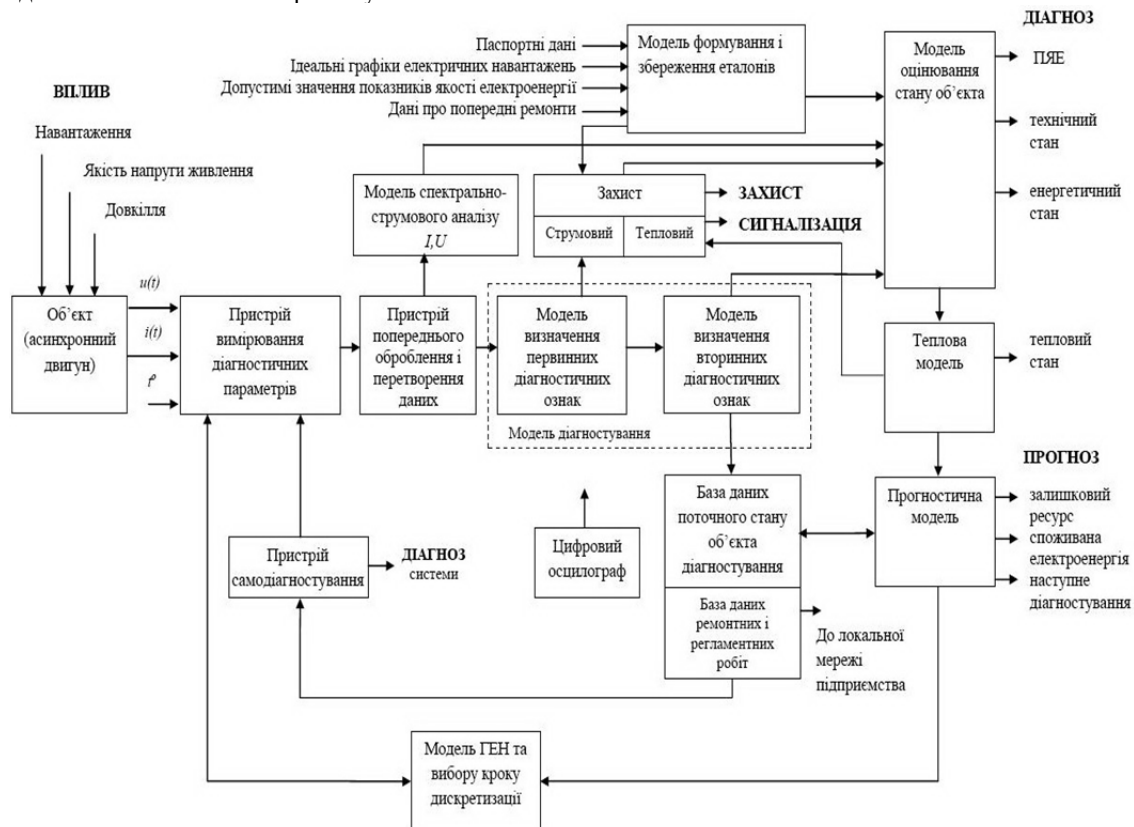 ДІАГНОЗ
Паспортні дані
Ідеальні графіки електричних навантажень
Допустимі значення показників якості електроенергії
Дані про попередні ремонти
Модель формування і
збереження еталонів
Модель
оцінювання
стану об’єкта
ПЯЕ
технічний
стан
енергетичний
стан
ВПЛИВ
Навантаження
Якість напруги живлення
Довкілля
Модель спектрально-
струмового аналізу
I,U
Захист
Струмовий
Тепловий
ЗАХИСТ
СИГНАЛІЗАЦІЯ
Об’єкт
(асинхронний
двигун)
u(t)
i(t)
t°
Пристрій
вимірювання
діагностичних
параметрів
Пристрій
попереднього
оброблення і
перетворення
даних
Модель
визначення
первинних
діагностичних
ознак
Модель
визначення
вторинних
діагностичних
ознак
Модель діагностування
Теплова
модель
тепловий
стан
ПРОГНОЗ
Прогностична
модель
залишковий
ресурс
споживана
електроенергія
наступне
діагностування
Пристрій
самодіагностування
ДІАГНОЗ
системи
Цифровий
осцилограф
База даних
поточного стану
об’єкта
діагностування
База даних
ремонтних і
регламентних
робіт
До локальної
мережі
підприємства
Модель ГЕН та
вибору кроку
дискретизації